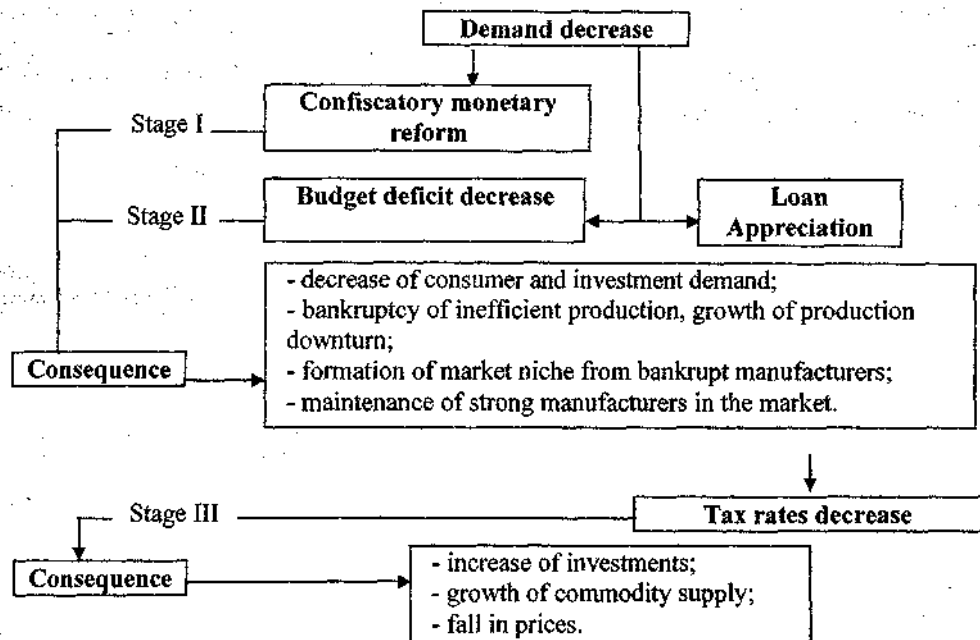 Demand decrease
Confiscatory monetary
reform
Stage I
Budget deficit decrease
Stage II
Loan
Appreciation
- decrease of consumer and investment demand;
- bankruptcy of inefficient production, growth of production
downturn;
- formation of market niche from bankrupt manufacturers;
- maintenance of strong manufacturers in the market.
Consequence
Stage III
Tax rates decrease
Consequence
- increase of investments;
- growth of commodity supply;
- fall in prices.